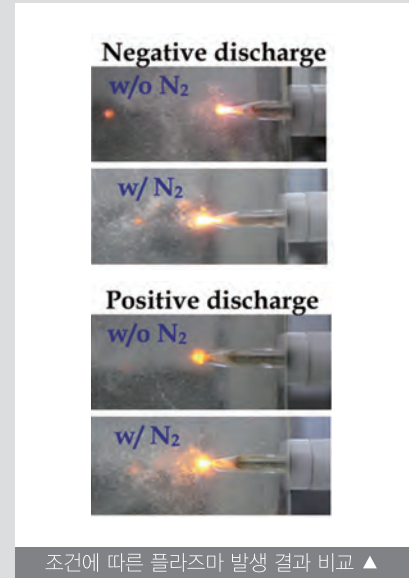 Negative discharge
w/o N₂
w/ N₂
Positive discharge
w/o N₂
w/ N₂
조건에 따른 플라즈마 발생 결과 비교 ▲